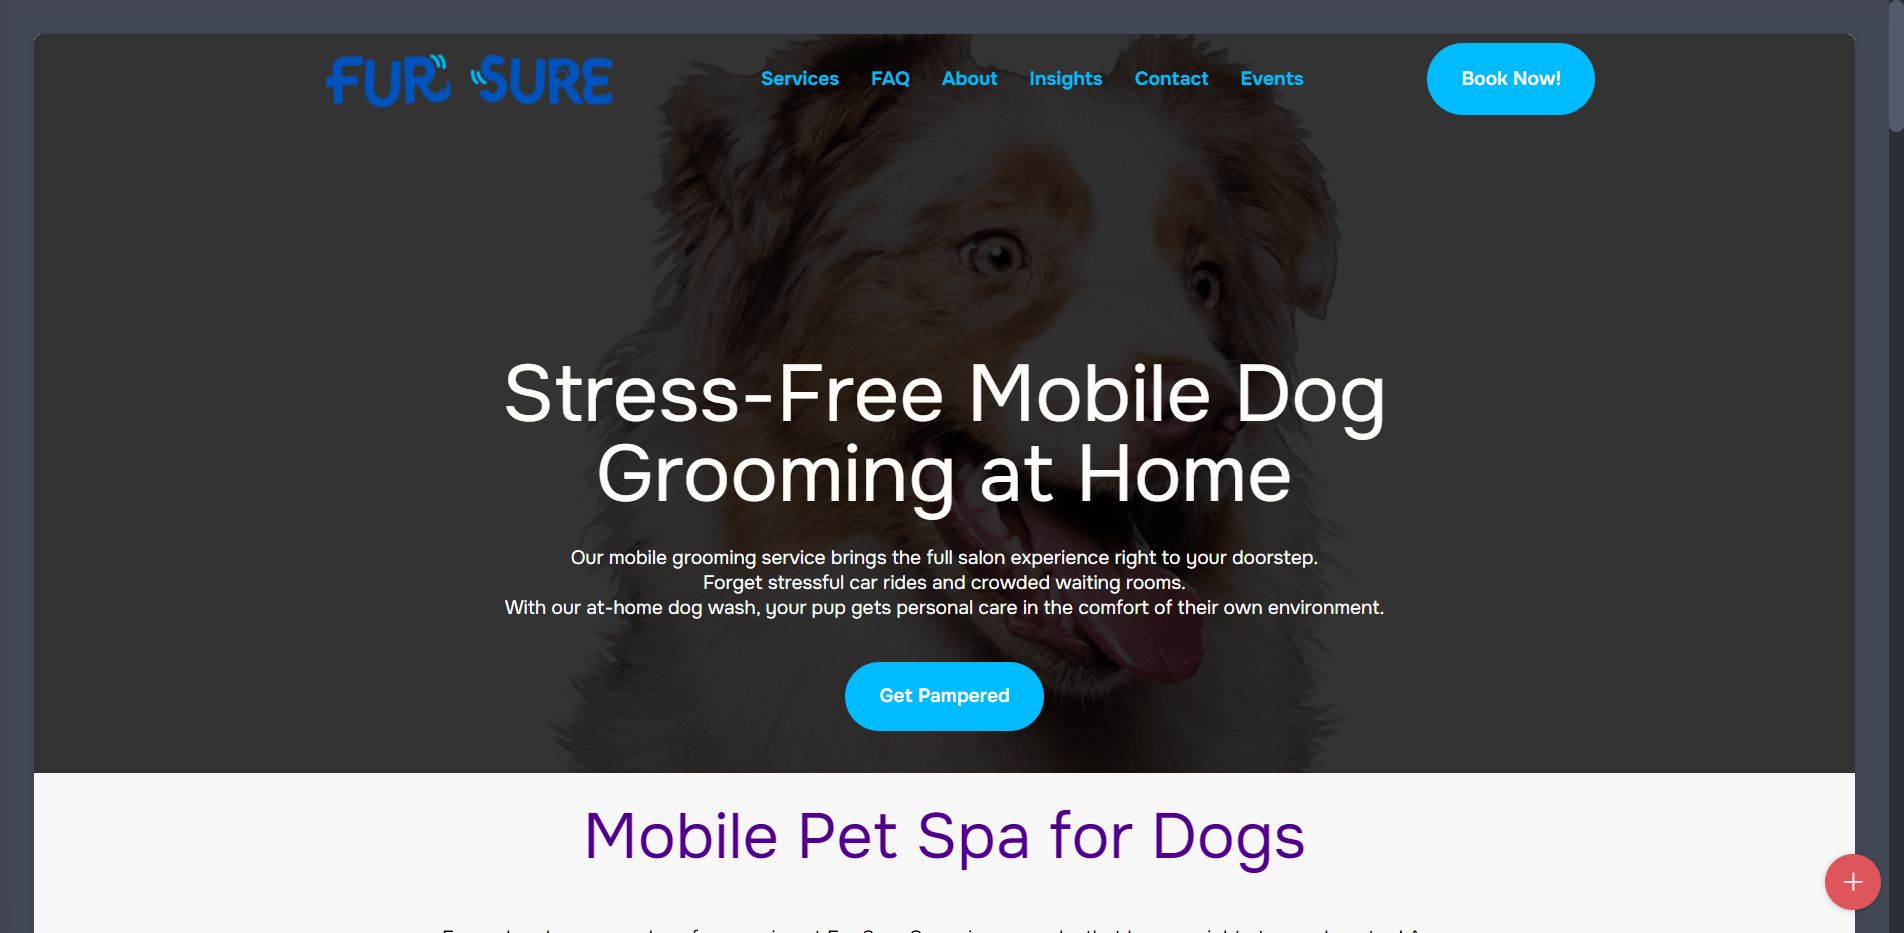 FUR SURE
Services FAQ About Insights Contact Events
Book Now!
Stress-Free Mobile Dog
Grooming at Home
Our mobile grooming service brings the full salon experience right to your doorstep.
Forget stressful car rides and crowded waiting rooms.
With our at-home dog wash, your pup gets personal care in the comfort of their own environment.
Get Pampered
Mobile Pet Spa for Dogs